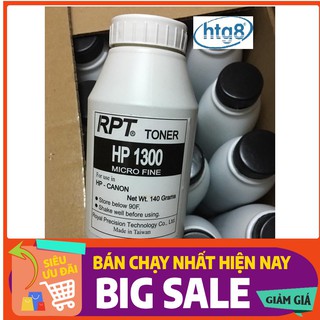 htg8
RPT® TONER
HP 1300
MICRO FINE
For use in
HP - CANON
Net Wt. 140 Grams
● Store below 90F.
● Shake well before using.
Royal Precision Technology Co., Ltd.
Made in Taiwan
SIÊU
ƯU ĐÃI
BÁN CHẠY NHẤT HIỆN NAY
BIG SALE
GIẢM GIÁ